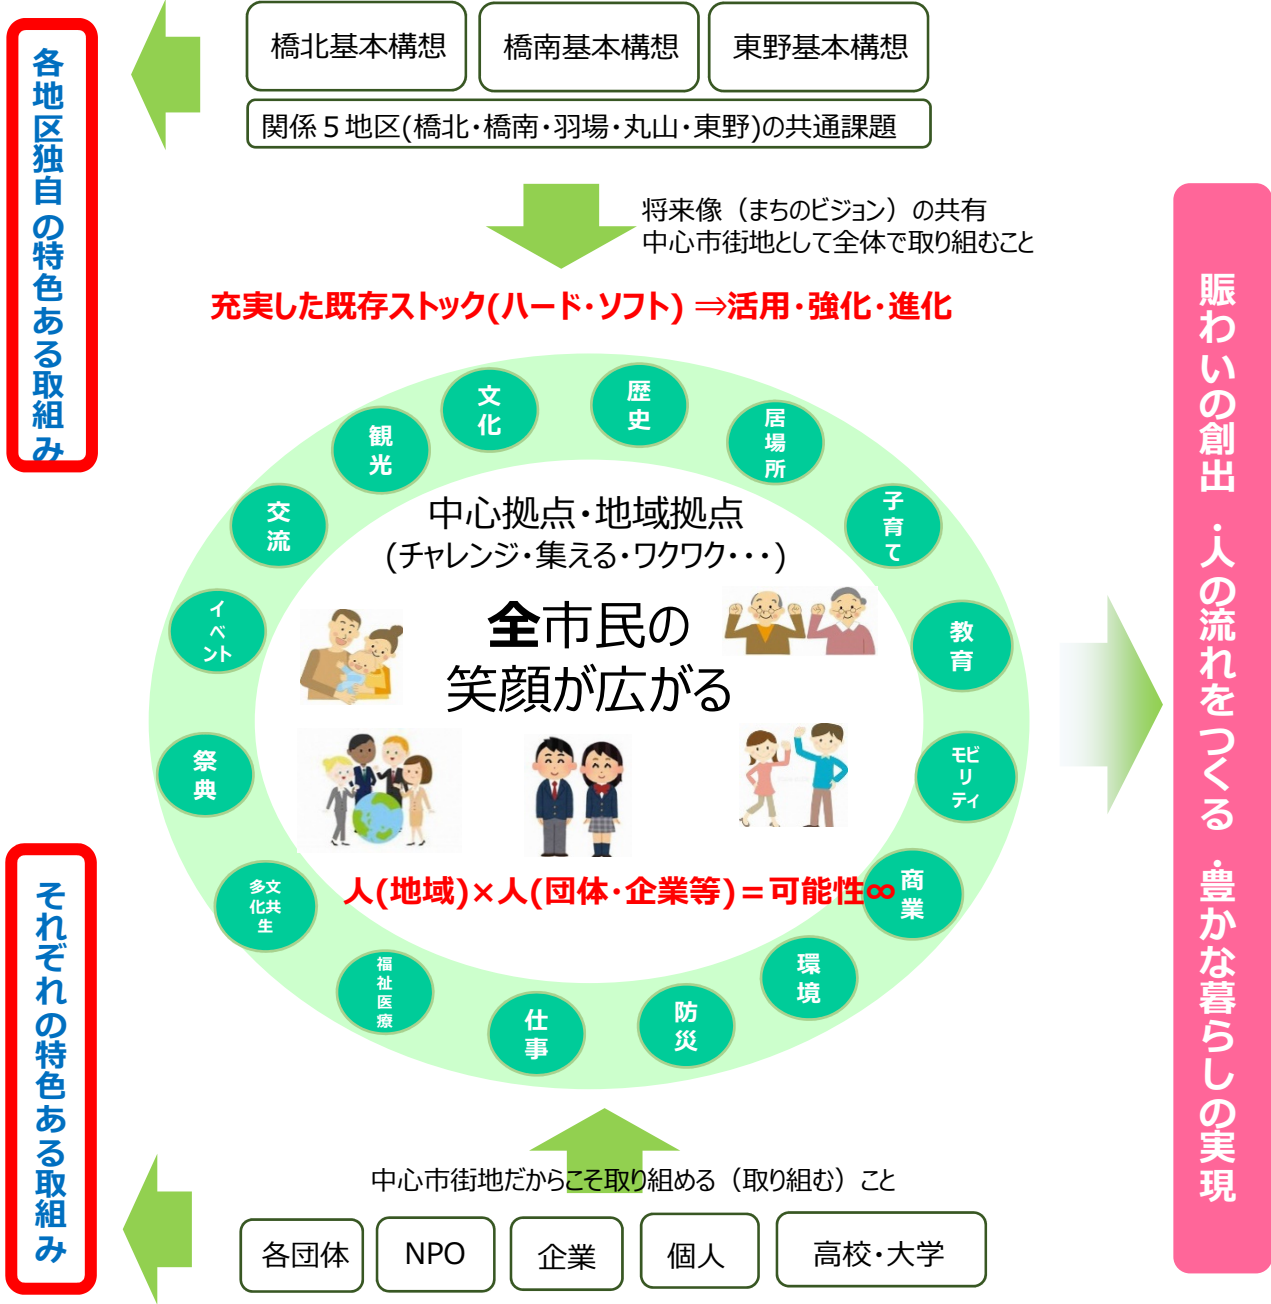 各地区独自の特色ある取組み
橋北基本構想
橋南基本構想
東野基本構想
関係５地区(橋北・橋南・羽場・丸山・東野)の共通課題
将来像（まちのビジョン）の共有
中心市街地として全体で取り組むこと
充実した既存ストック(ハード・ソフト) ⇒活用・強化・進化
文化
歴史
居場所
子育て
教育
モビリティ
商業
環境
防災
仕事
福祉医療
多文化共生
祭典
イベント
交流
観光
中心拠点・地域拠点
(チャレンジ・集える・ワクワク・・・)
全市民の
笑顔が広がる
人(地域)×人(団体・企業等)＝可能性∞
賑わいの創出 ・人の流れをつくる ・豊かな暮らしの実現
それぞれの特色ある取組み
中心市街地だからこそ取り組める（取り組む）こと
各団体
NPO
企業
個人
高校・大学